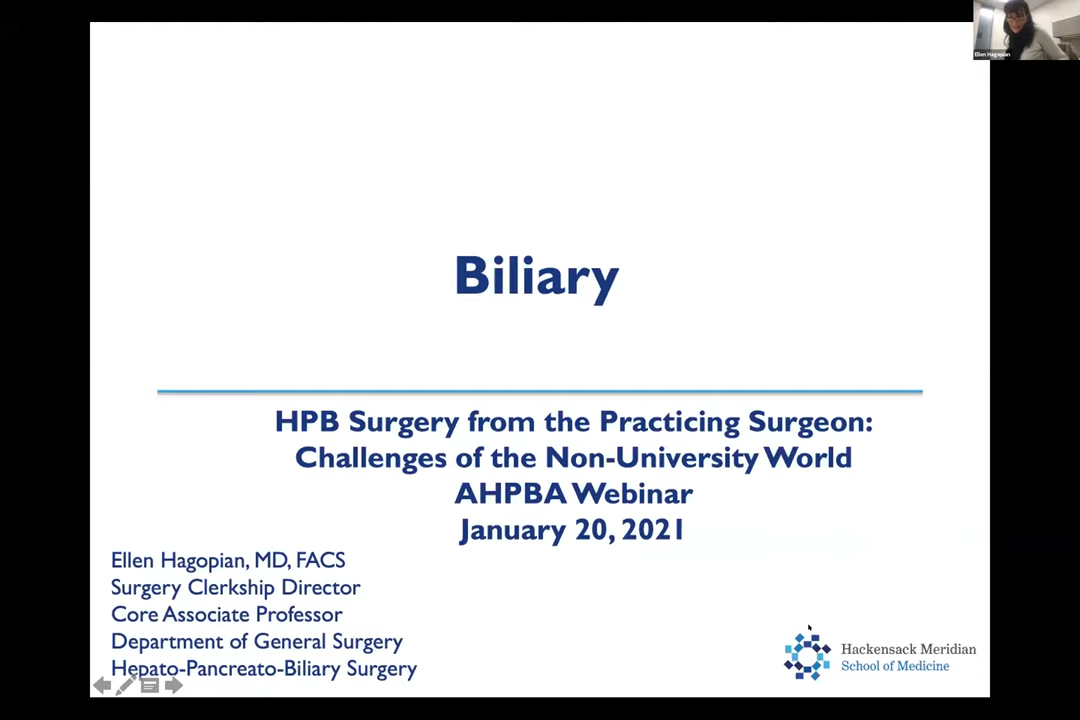 Ellen Hagopian
Biliary
HPB Surgery from the Practicing Surgeon:
Challenges of the Non-University World
AHPBA Webinar
January 20, 2021
Ellen Hagopian, MD, FACS
Surgery Clerkship Director
Core Associate Professor
Department of General Surgery
Hepato-Pancreato-Biliary Surgery
Hackensack Meridian
School of Medicine